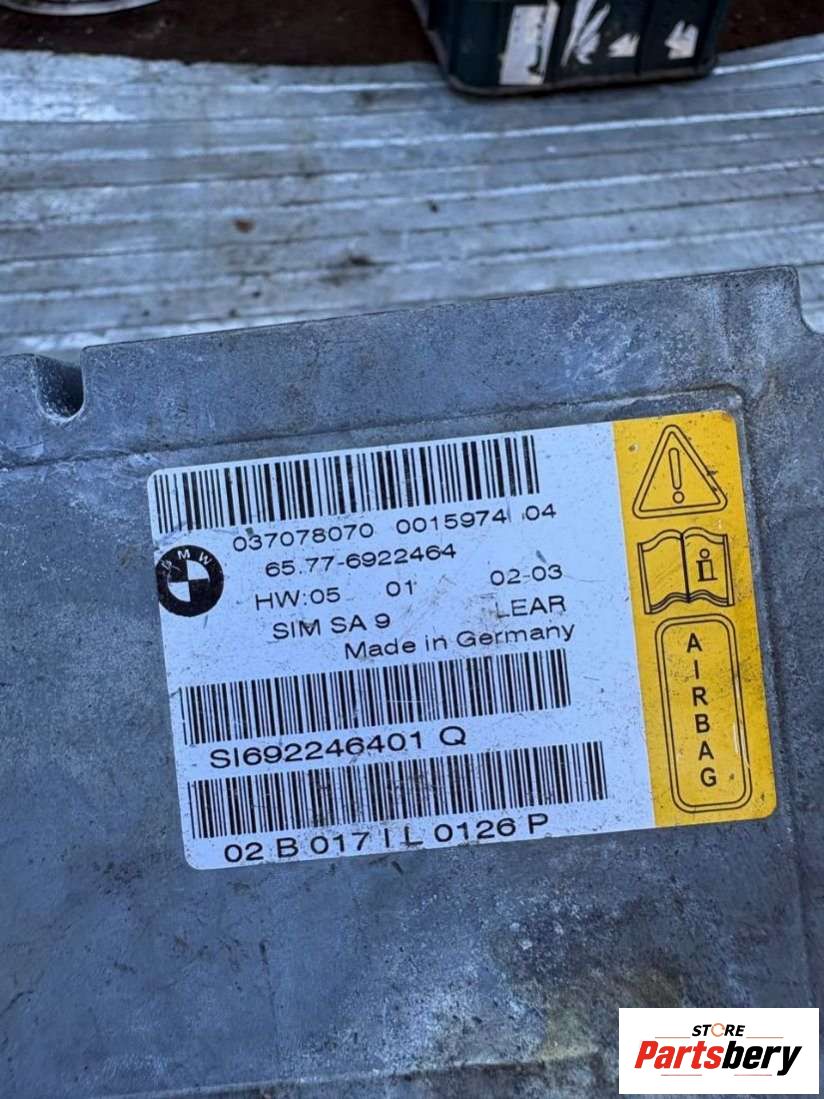 037078070 0015974 04
65.77-6922464
BMW
HW:05 01 02-03
SIM SA 9 LEAR
Made in Germany
SI692246401 Q
02 B 017 I L 0126 P
AIRBAG
STORE
Partsbery